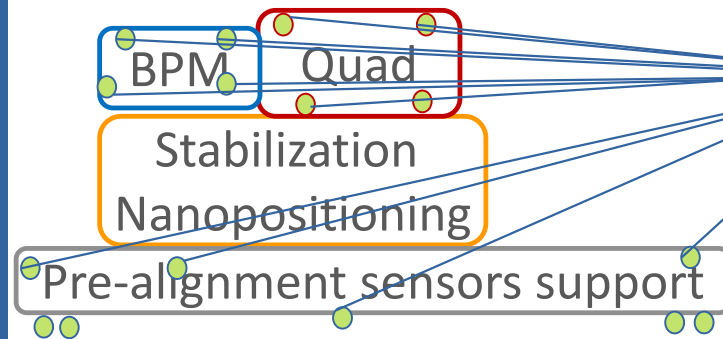 BPM Quad
Stabilization
Nanopositioning
Pre-alignment sensors support